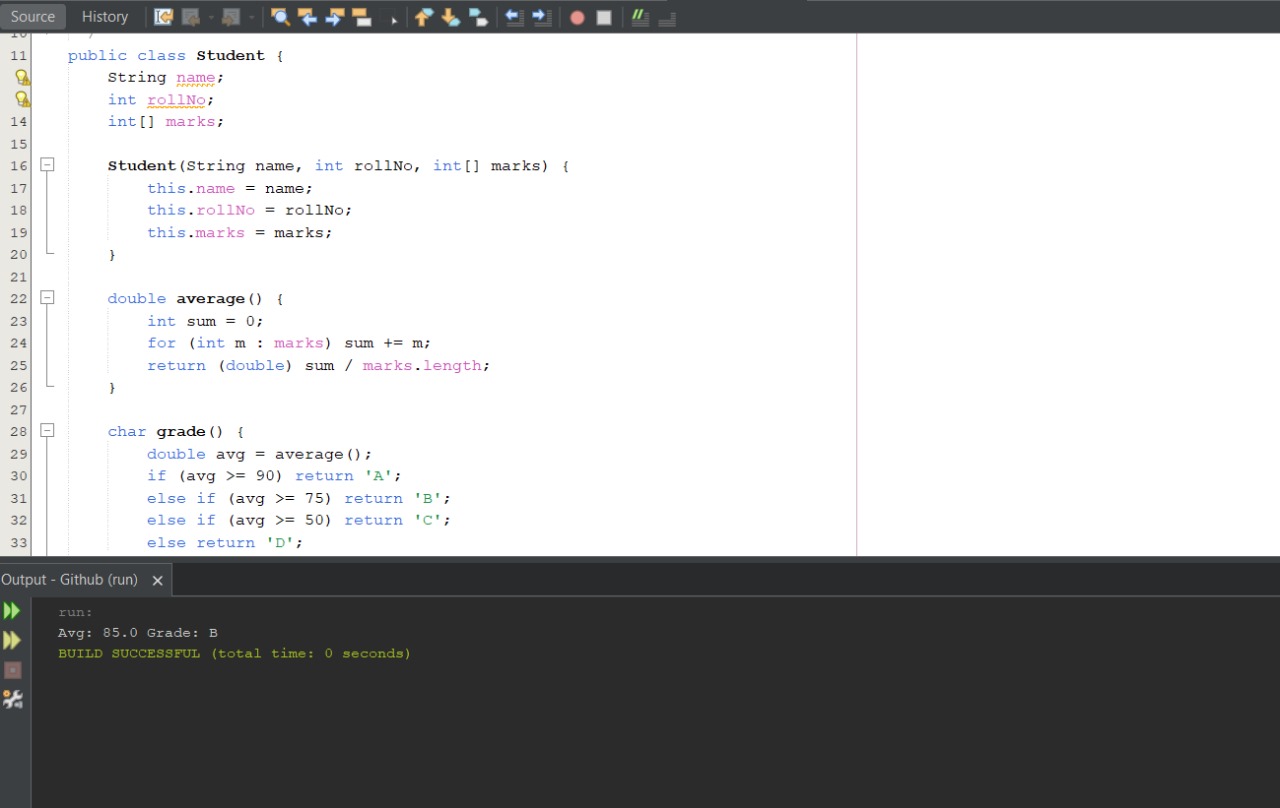 Source History
10 */
11 public class Student {
String name;
int rollNo;
14 int[] marks;
15
16 Student(String name, int rollNo, int[] marks) {
17 this.name = name;
18 this.rollNo = rollNo;
19 this.marks = marks;
20 }
21
22 double average() {
23 int sum = 0;
24 for (int m : marks) sum += m;
25 return (double) sum / marks.length;
26 }
27
28 char grade() {
29 double avg = average();
30 if (avg >= 90) return 'A';
31 else if (avg >= 75) return 'B';
32 else if (avg >= 50) return 'C';
33 else return 'D';
Output - Github (run) ×
run:
Avg: 85.0 Grade: B
BUILD SUCCESSFUL (total time: 0 seconds)